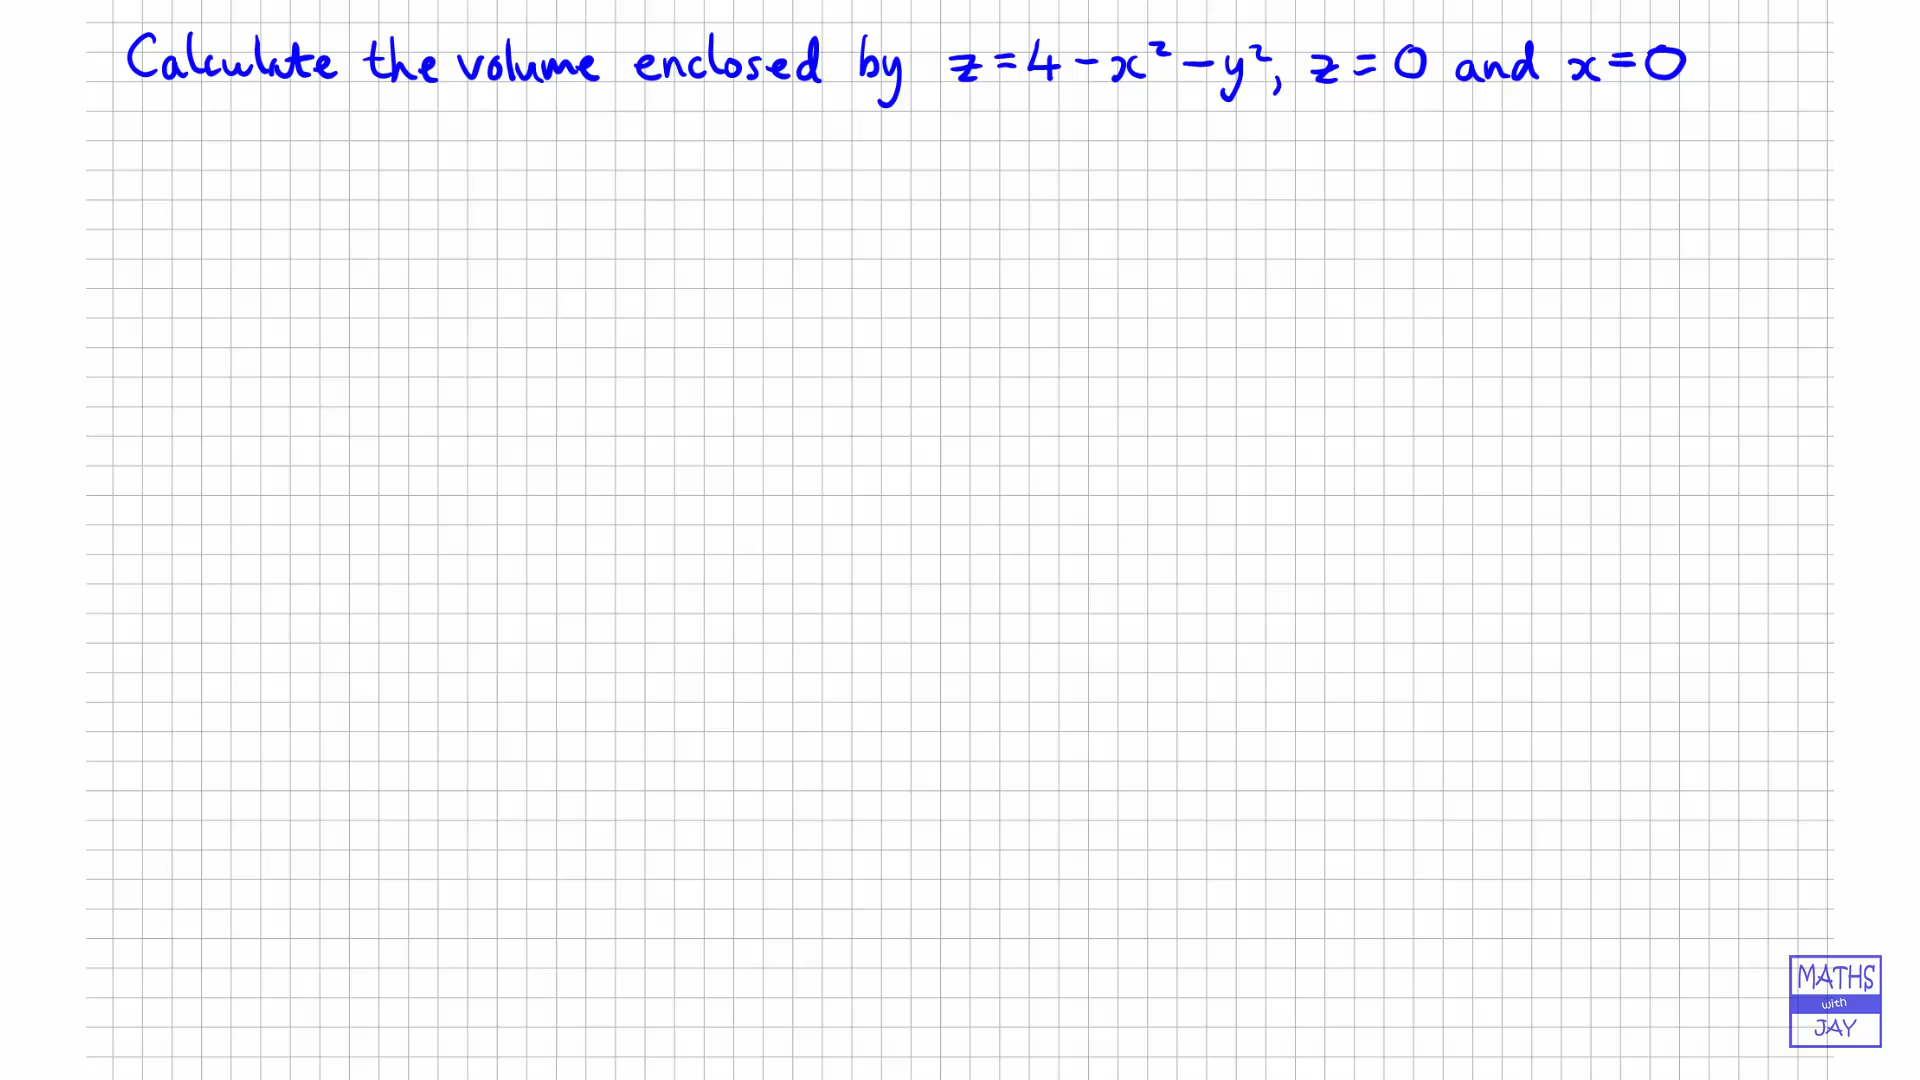 Calculate the volume enclosed by z = 4 - x² - y², z = 0 and x = 0
MATHS
with
JAY